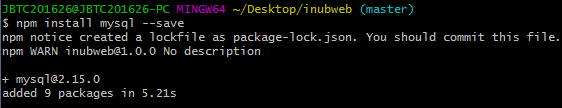 JBTC201626@JBTC201626-PC MINGW64 ~/Desktop/inubweb (master)
$ npm install mysql --save
npm notice created a lockfile as package-lock.json. You should commit this file.
npm WARN inubweb@1.0.0 No description
+ mysql@2.15.0
added 9 packages in 5.21s